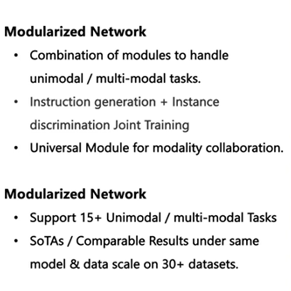 Modularized Network
• Combination of modules to handle
unimodal / multi-modal tasks.
• Instruction generation + Instance
discrimination Joint Training
• Universal Module for modality collaboration.
Modularized Network
• Support 15+ Unimodal / multi-modal Tasks
• SoTAs / Comparable Results under same
model & data scale on 30+ datasets.